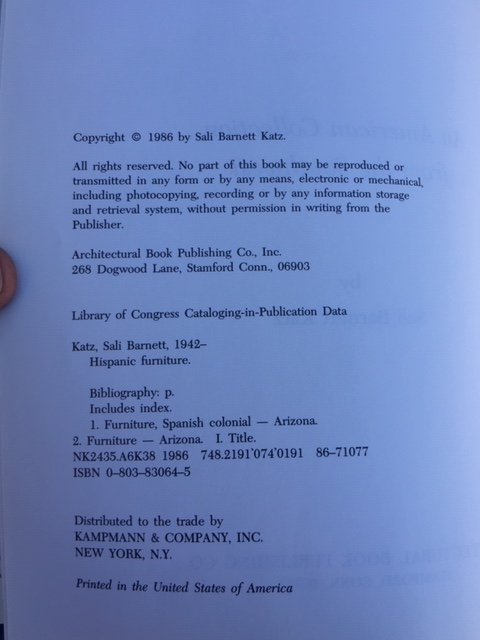 Copyright © 1986 by Sali Barnett Katz.
All rights reserved. No part of this book may be reproduced or
transmitted in any form or by any means, electronic or mechanical,
including photocopying, recording or by any information storage
and retrieval system, without permission in writing from the
Publisher.
Architectural Book Publishing Co., Inc.
268 Dogwood Lane, Stamford Conn., 06903
Library of Congress Cataloging-in-Publication Data
Katz, Sali Barnett, 1942–
Hispanic furniture.
Bibliography: p.
Includes index.
1. Furniture, Spanish colonial — Arizona.
2. Furniture — Arizona. I. Title.
NK2435.A6K38 1986 748.2191'074'0191 86–71077
ISBN 0–803–83064–5
Distributed to the trade by
KAMPMANN & COMPANY, INC.
NEW YORK, N.Y.
Printed in the United States of America